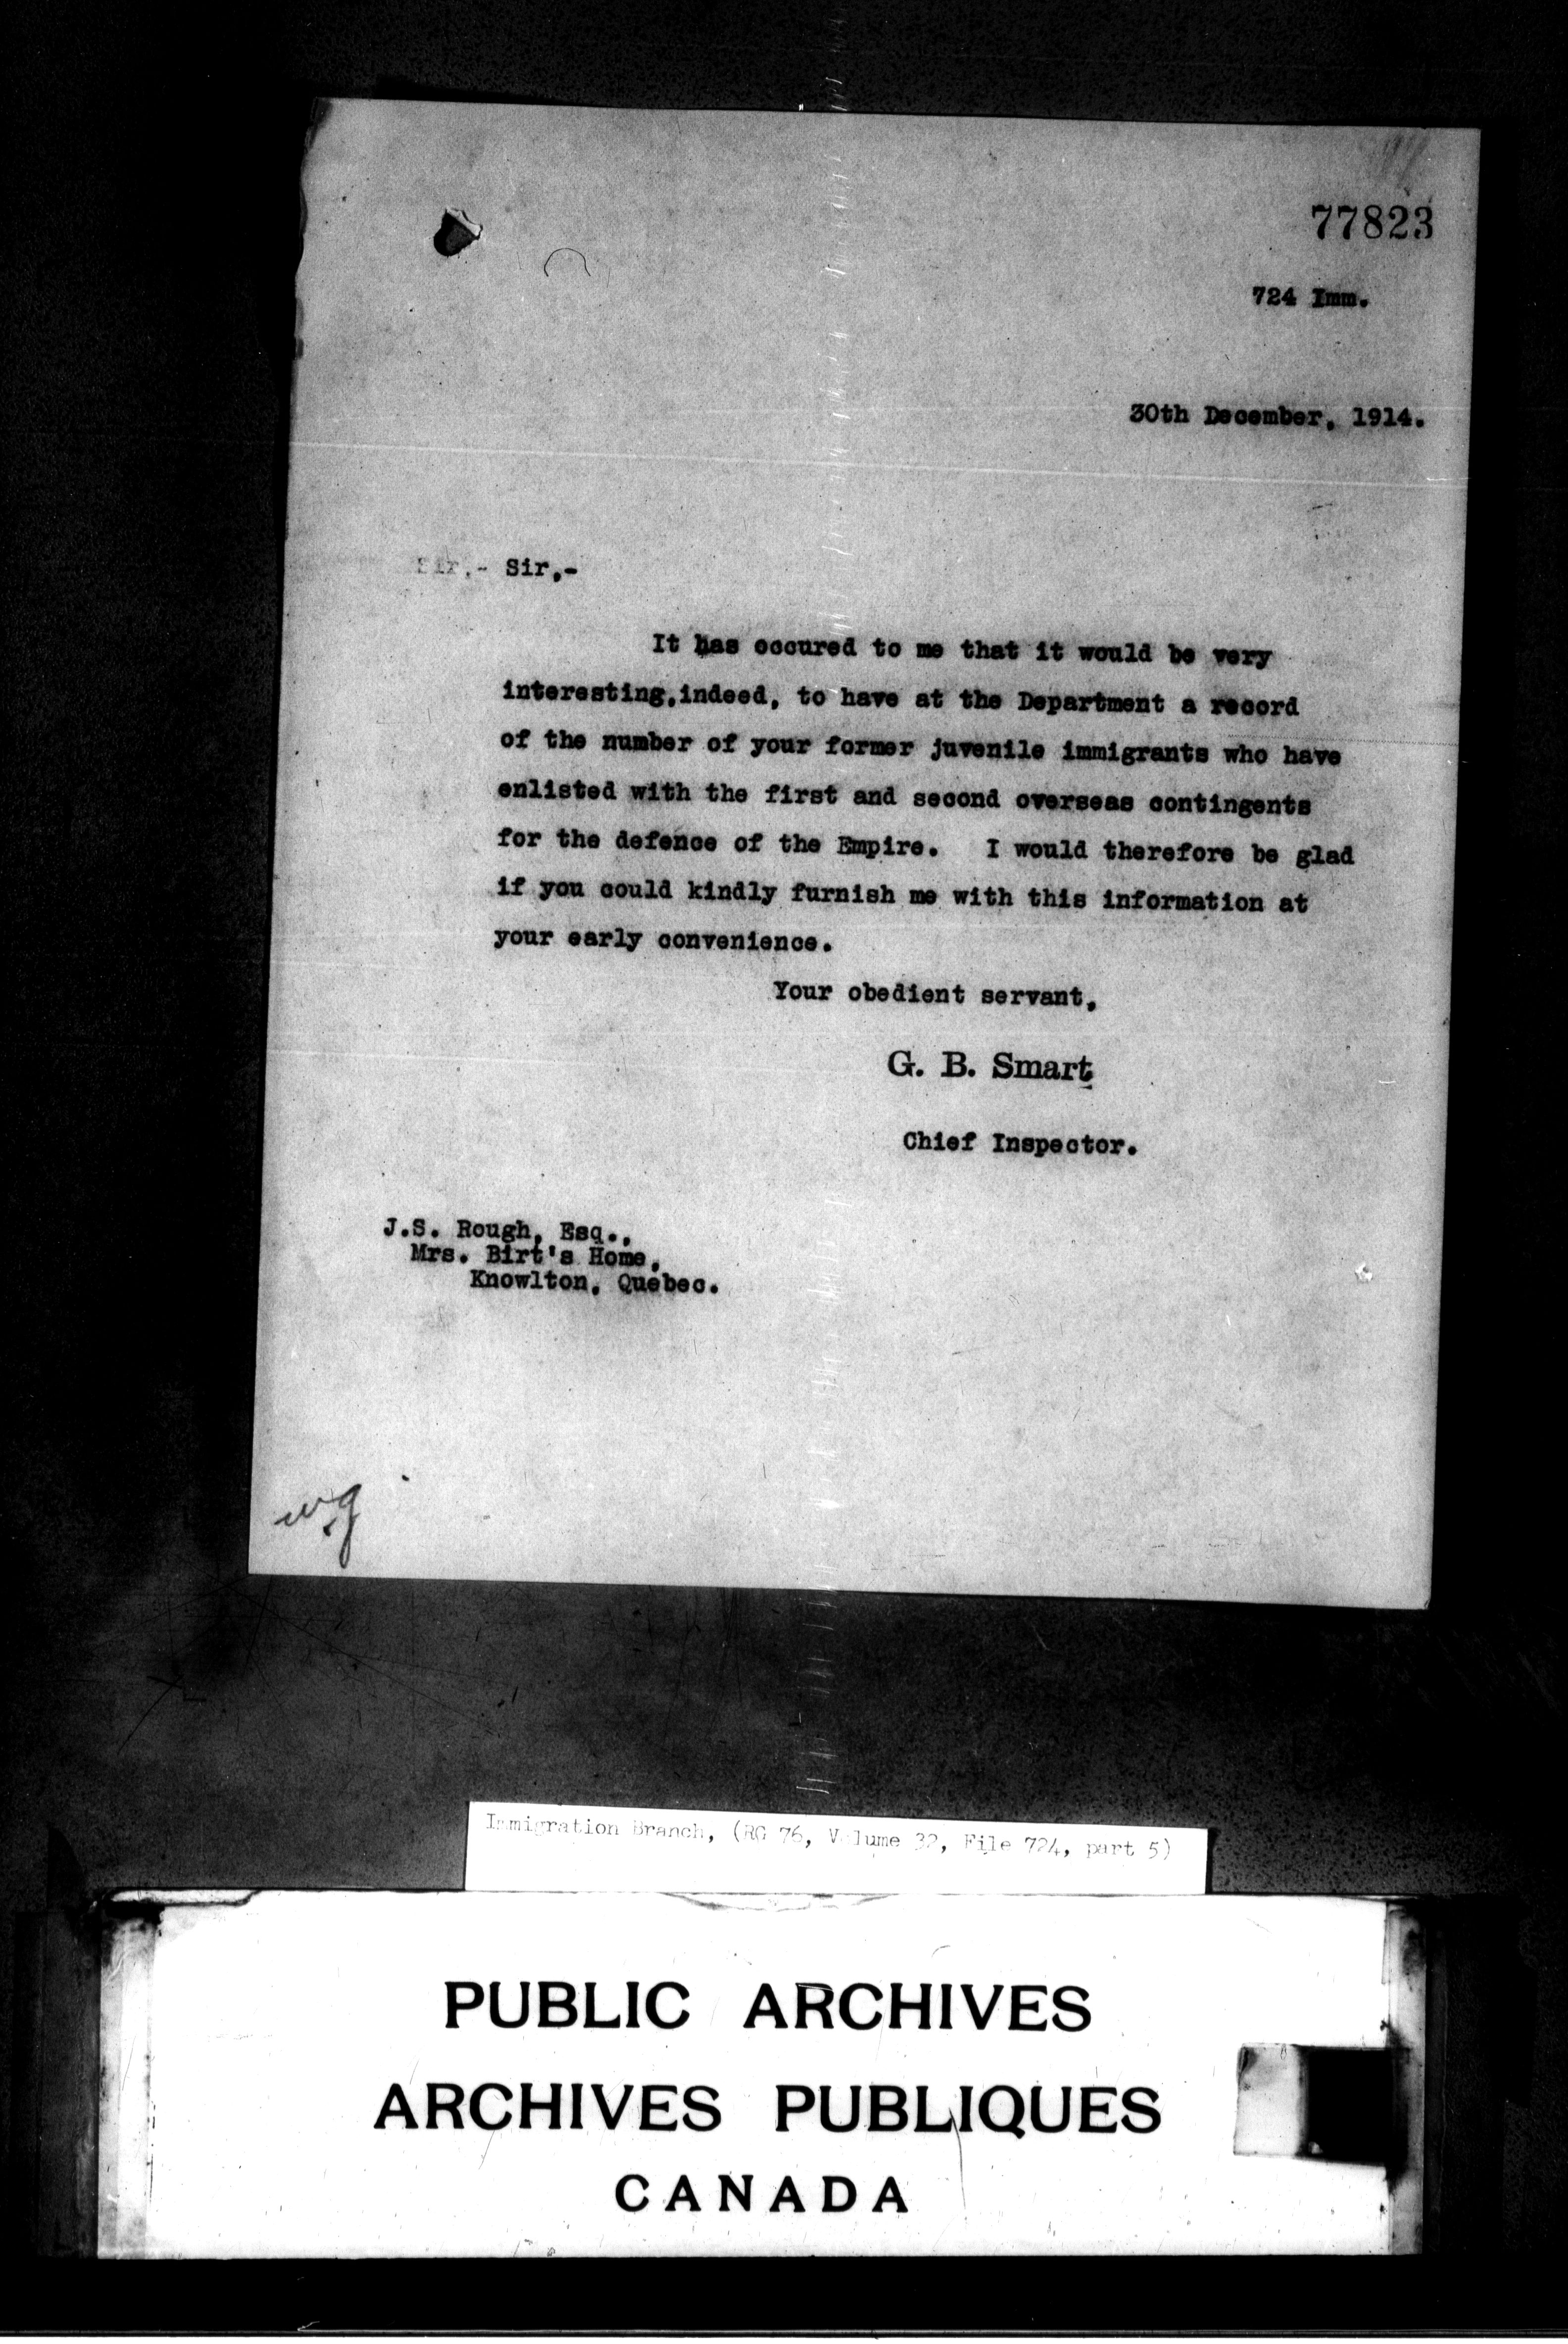 77823
724 Imm.
30th December, 1914.
Sir,- Sir,-
It has occured to me that it would be very
interesting, indeed, to have at the Department a record
of the number of your former juvenile immigrants who have
enlisted with the first and second overseas contingents
for the defence of the Empire. I would therefore be glad
if you could kindly furnish me with this information at
your early convenience.
Your obedient servant,
G. B. Smart
Chief Inspector.
J.S. Rough, Esq.,
Mrs. Birt's Home,
Knowlton, Quebec.
wg
Immigration Branch, (RG 76, Volume 32, File 724, part 5)
PUBLIC ARCHIVES
ARCHIVES PUBLIQUES
CANADA